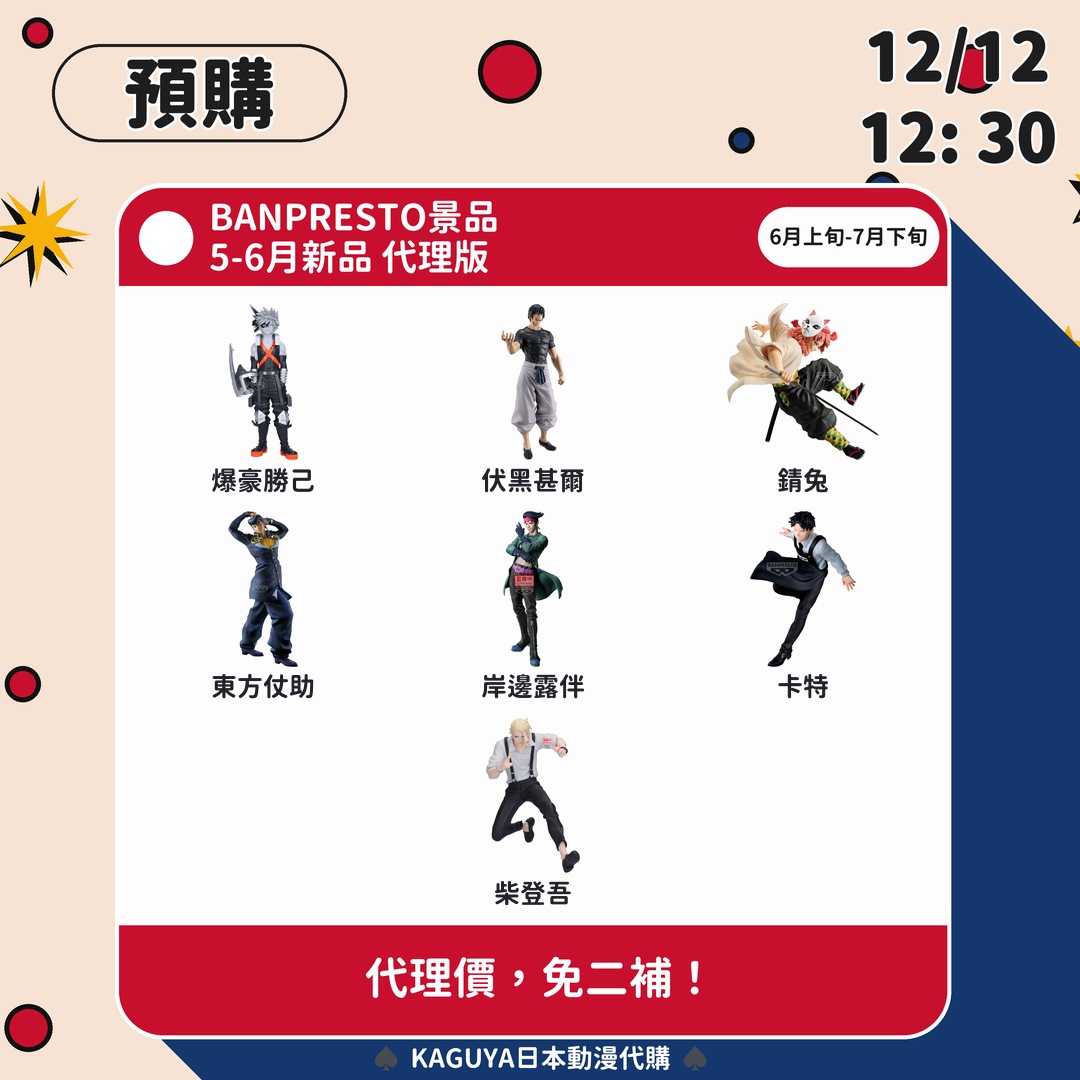 預購
12/12
12: 30
BANPRESTO景品
5-6月新品 代理版
6月上旬-7月下旬
爆豪勝己
伏黑甚爾
錆兔
東方仗助
岸邊露伴
卡特
柴登吾
BANPRESTO
代理價，免二補！
KAGUYA日本動漫代購